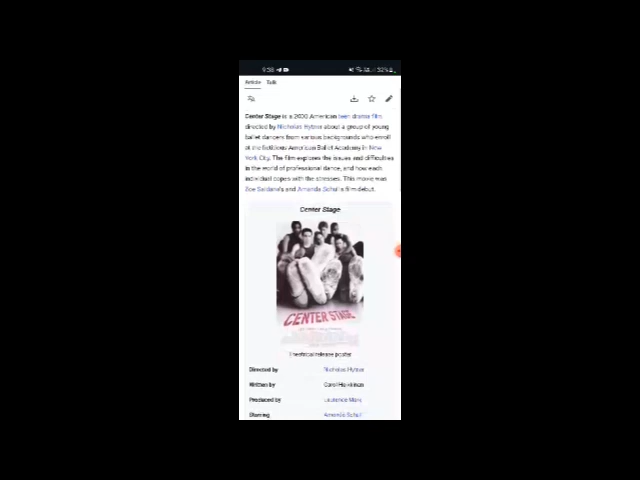 Article Talk
Center Stage is a 2000 American teen drama film
directed by Nicholas Hytner about a group of young
ballet dancers from various backgrounds who enroll
at the fictitious American Ballet Academy in New
York City. The film explores the issues and difficulties
in the world of professional dance, and how each
individual copes with the stresses. This movie was
Zoe Saldana's and Amanda Schull's film debut.
Center Stage
CENTER STAGE
Theatrical release poster
Directed by Nicholas Hytner
Written by Carol Heikkinen
Produced by Laurence Mark
Starring Amanda Schull